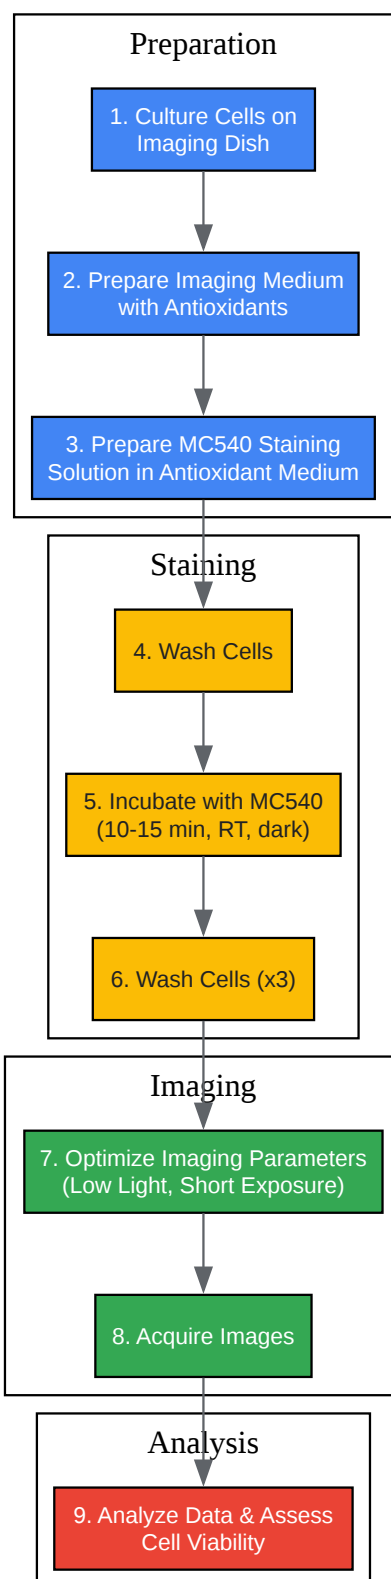 Preparation
1. Culture Cells on
Imaging Dish
2. Prepare Imaging Medium
with Antioxidants
3. Prepare MC540 Staining
Solution in Antioxidant Medium
Staining
4. Wash Cells
5. Incubate with MC540
(10-15 min, RT, dark)
6. Wash Cells (x3)
Imaging
7. Optimize Imaging Parameters
(Low Light, Short Exposure)
8. Acquire Images
Analysis
9. Analyze Data & Assess
Cell Viability